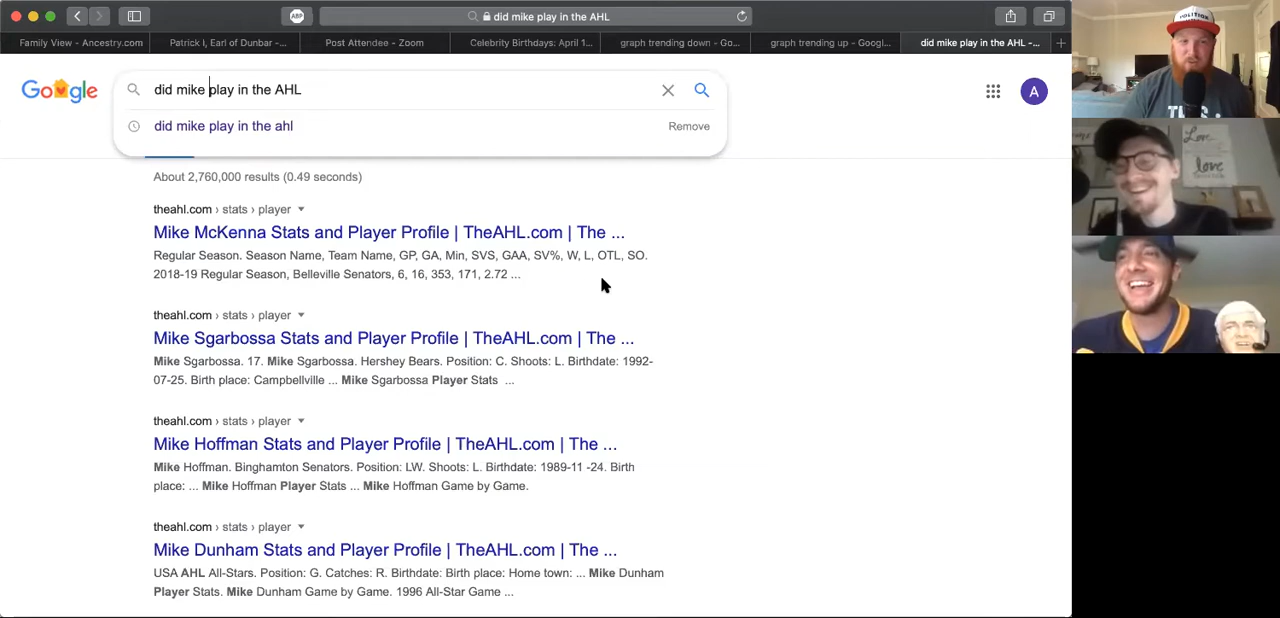 did mike play in the AHL
Family View - Ancestry.com
Patrick I, Earl of Dunbar -...
Post Attendee - Zoom
Celebrity Birthdays: April 1...
graph trending down - Go...
graph trending up - Googl...
did mike play in the AHL -...
Google
did mike play in the AHL
A
did mike play in the ahl
Remove
About 2,760,000 results (0.49 seconds)
theahl.com › stats › player
Mike McKenna Stats and Player Profile | TheAHL.com | The ...
Regular Season. Season Name, Team Name, GP, GA, Min, SVS, GAA, SV%, W, L, OTL, SO.
2018-19 Regular Season, Belleville Senators, 6, 16, 353, 171, 2.72 ...
theahl.com › stats › player
Mike Sgarbossa Stats and Player Profile | TheAHL.com | The ...
Mike Sgarbossa. 17. Mike Sgarbossa. Hershey Bears. Position: C. Shoots: L. Birthdate: 1992-
07-25. Birth place: Campbellville ... Mike Sgarbossa Player Stats ...
theahl.com › stats › player
Mike Hoffman Stats and Player Profile | TheAHL.com | The ...
Mike Hoffman. Binghamton Senators. Position: LW. Shoots: L. Birthdate: 1989-11 -24. Birth
place: ... Mike Hoffman Player Stats ... Mike Hoffman Game by Game.
theahl.com › stats › player
Mike Dunham Stats and Player Profile | TheAHL.com | The ...
USA AHL All-Stars. Position: G. Catches: R. Birthdate: Birth place: Home town: ... Mike Dunham
Player Stats. Mike Dunham Game by Game. 1996 All-Star Game ...
ABP
THIS
Love
love